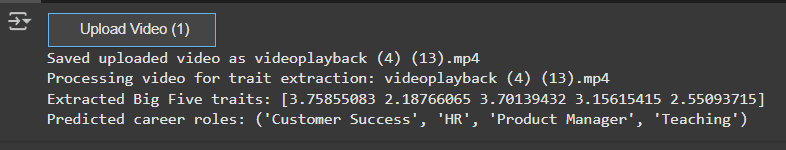 Upload Video (1)
Saved uploaded video as videoplayback (4) (13).mp4
Processing video for trait extraction: videoplayback (4) (13).mp4
Extracted Big Five traits: [3.75855083 2.18766065 3.70139432 3.15615415 2.55093715]
Predicted career roles: ('Customer Success', 'HR', 'Product Manager', 'Teaching')